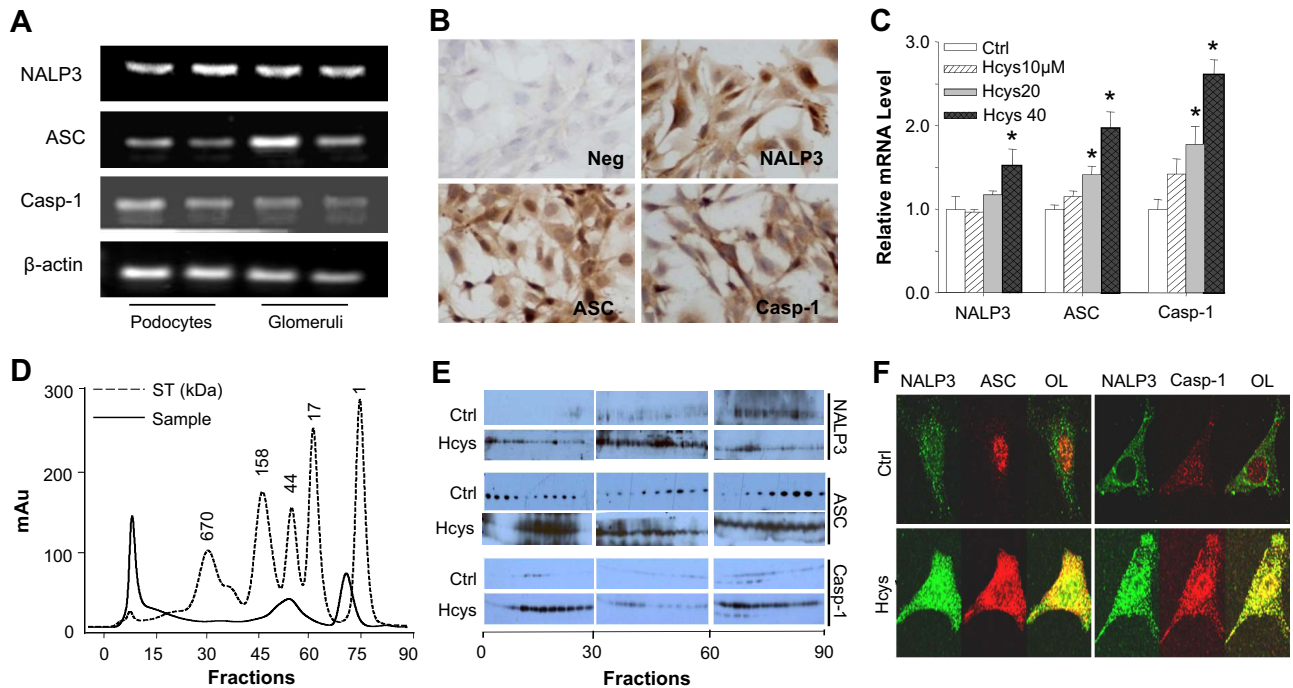 A
NALP3
ASC
Casp-1
β-actin
Podocytes
Glomeruli
B
Neg
NALP3
ASC
Casp-1
C
Relative mRNA Level
3.0
2.0
1.0
0.0
Ctrl
Hcys10µM
Hcys20
Hcys 40
*
*
*
*
*
NALP3
ASC
Casp-1
D
mAu
300
200
100
0
ST (kDa)
Sample
670
158
44
17
1
0 15 30 45 60 75 90
Fractions
E
Ctrl
Hcys
NALP3
Ctrl
Hcys
ASC
Ctrl
Hcys
Casp-1
0 30 60 90
Fractions
F
NALP3 ASC OL NALP3 Casp-1 OL
Ctrl
Hcys